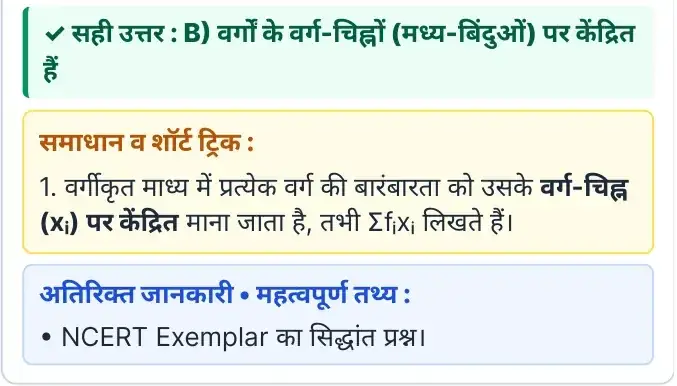 ✓ सही उत्तर : B) वर्गों के वर्ग-चिह्नों (मध्य-बिंदुओं) पर केंद्रित
हैं
समाधान व शॉर्ट ट्रिक :
1. वर्गीकृत माध्य में प्रत्येक वर्ग की बारंबारता को उसके वर्ग-चिह्न
(xᵢ) पर केंद्रित माना जाता है, तभी Σfᵢxᵢ लिखते हैं।
अतिरिक्त जानकारी • महत्वपूर्ण तथ्य :
• NCERT Exemplar का सिद्धांत प्रश्न।